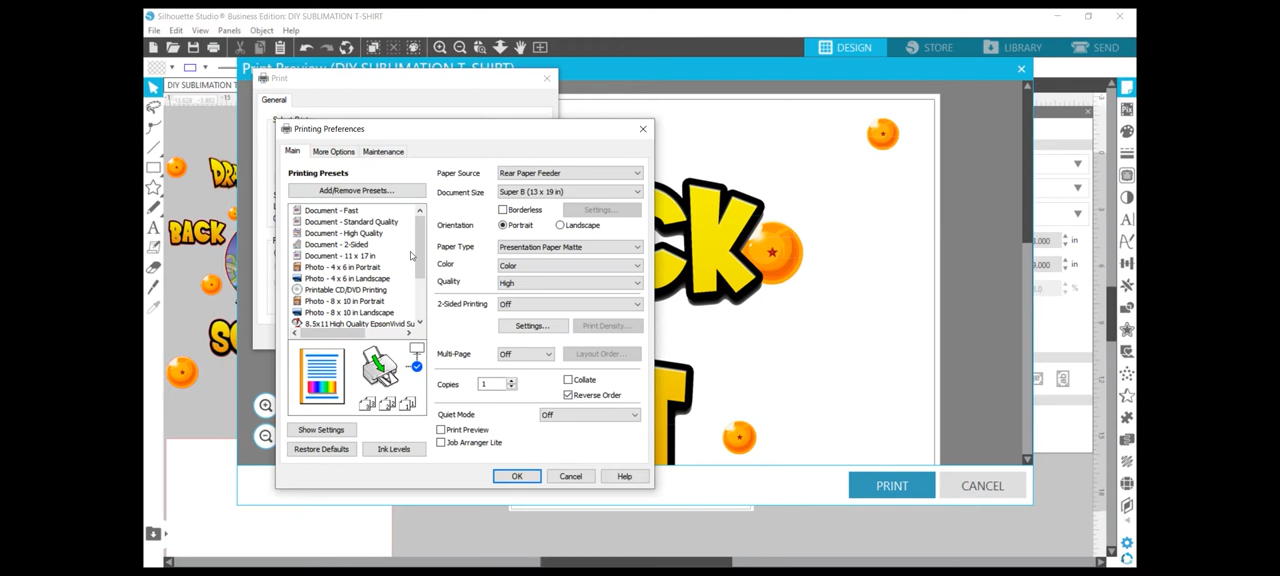 Silhouette Studio® Business Edition: DIY SUBLIMATION T-SHIRT
File Edit View Panels Object Help
DESIGN STORE LIBRARY SEND
DIY SUBLIMATION T
Print Preview (DIY SUBLIMATION T-SHIRT)
Print
General
Printing Preferences
Main More Options Maintenance
Printing Presets
Add/Remove Presets...
Document - Fast
Document - Standard Quality
Document - High Quality
Document - 2-Sided
Document - 11 x 17 in
Photo - 4 x 6 in Portrait
Photo - 4 x 6 in Landscape
Printable CD/DVD Printing
Photo - 8 x 10 in Portrait
Photo - 8 x 10 in Landscape
8.5x11 High Quality EpsonVivid Su
Show Settings
Restore Defaults Ink Levels
Paper Source Rear Paper Feeder
Document Size Super B (13 x 19 in)
Borderless Settings...
Orientation Portrait Landscape
Paper Type Presentation Paper Matte
Color Color
Quality High
2-Sided Printing Off
Settings... Print Density...
Multi-Page Off Layout Order...
Copies 1 Collate
Reverse Order
Quiet Mode Off
Print Preview
Job Arranger Lite
OK Cancel Help
BACK
SO
CK
T
PRINT CANCEL
in
in
%